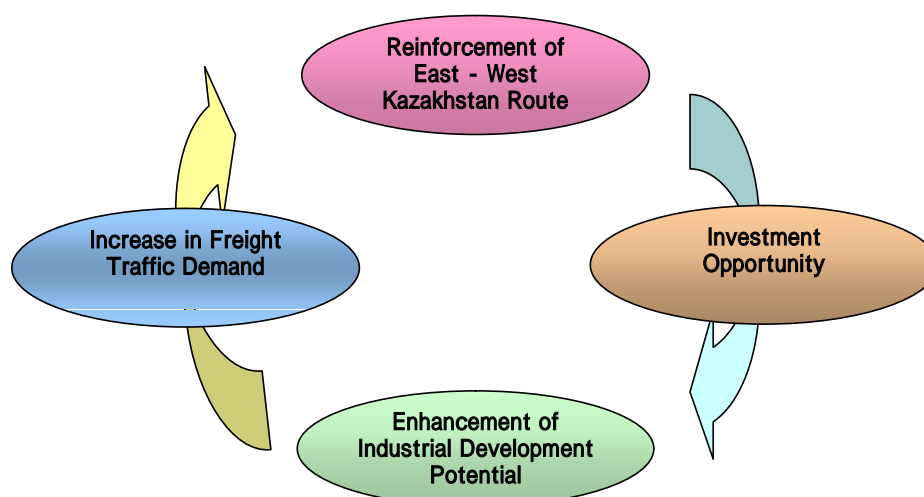 Reinforcement of
East - West
Kazakhstan Route
Increase in Freight
Traffic Demand
Investment
Opportunity
Enhancement of
Industrial Development
Potential